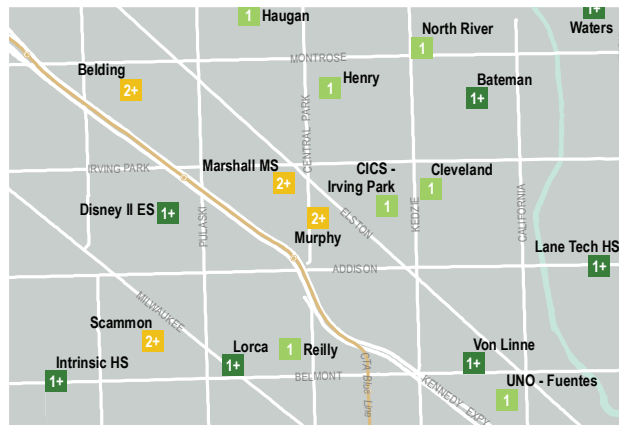 1
Haugan
1+
Waters
North River
1
MONTROSE
Belding
2+
Henry
1
Bateman
1+
CENTRAL PARK
IRVING PARK
Marshall MS
2+
CICS -
Irving Park
1
Cleveland
1
Disney II ES
1+
PULASKI
2+
Murphy
ELSTON
KEDZIE
CALIFORNIA
Lane Tech HS
1+
ADDISON
MILWAUKEE
Scammon
2+
Lorca
1+
1
Reilly
Von Linne
1+
Intrinsic HS
1+
BELMONT
CTA Blue Line
KENNEDY EXPY
UNO - Fuentes
1